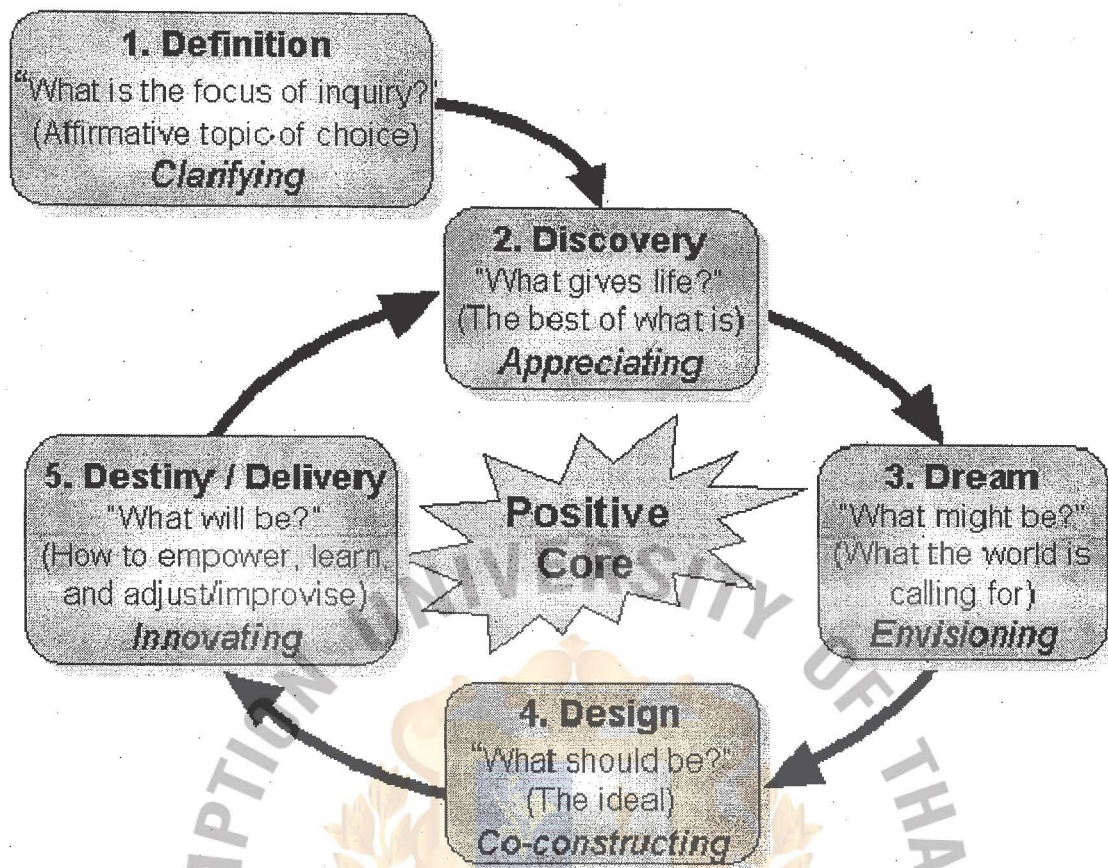 1. Definition
"What is the focus of inquiry?"
(Affirmative topic of choice)
Clarifying
2. Discovery
"What gives life?"
(The best of what is)
Appreciating
3. Dream
"What might be?"
(What the world is
calling for)
Envisioning
4. Design
"What should be?"
(The ideal)
Co-constructing
5. Destiny / Delivery
"What will be?"
(How to empower, learn,
and adjust/improvise)
Innovating
Positive
Core
UNIVERSITY OF